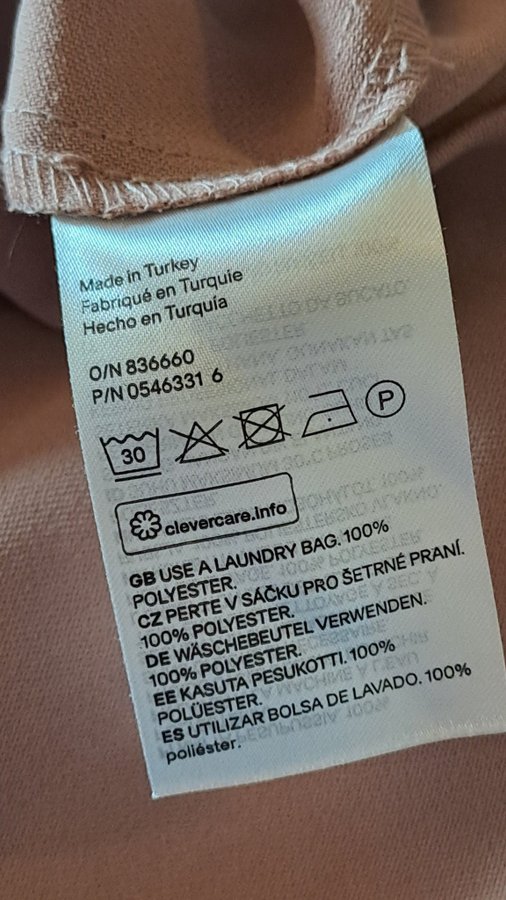 Made in Turkey
Fabriqué en Turquie
Hecho en Turquía
O/N 836660
P/N 0546331 6
30
P
clevercare.info
GB USE A LAUNDRY BAG. 100%
POLYESTER.
CZ PERTE V SÁČKU PRO ŠETRNÉ PRANÍ.
100% POLYESTER.
DE WÄSCHEBEUTEL VERWENDEN.
100% POLYESTER.
EE KASUTA PESUKOTTI. 100%
POLÜESTER.
ES UTILIZAR BOLSA DE LAVADO. 100%
poliéster.